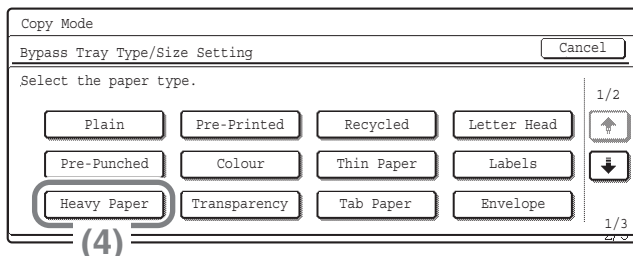 Copy Mode
Bypass Tray Type/Size Setting Cancel
Select the paper type.
1/2
Plain Pre-Printed Recycled Letter Head
Pre-Punched Colour Thin Paper Labels
Heavy Paper Transparency Tab Paper Envelope
1/3
(4)